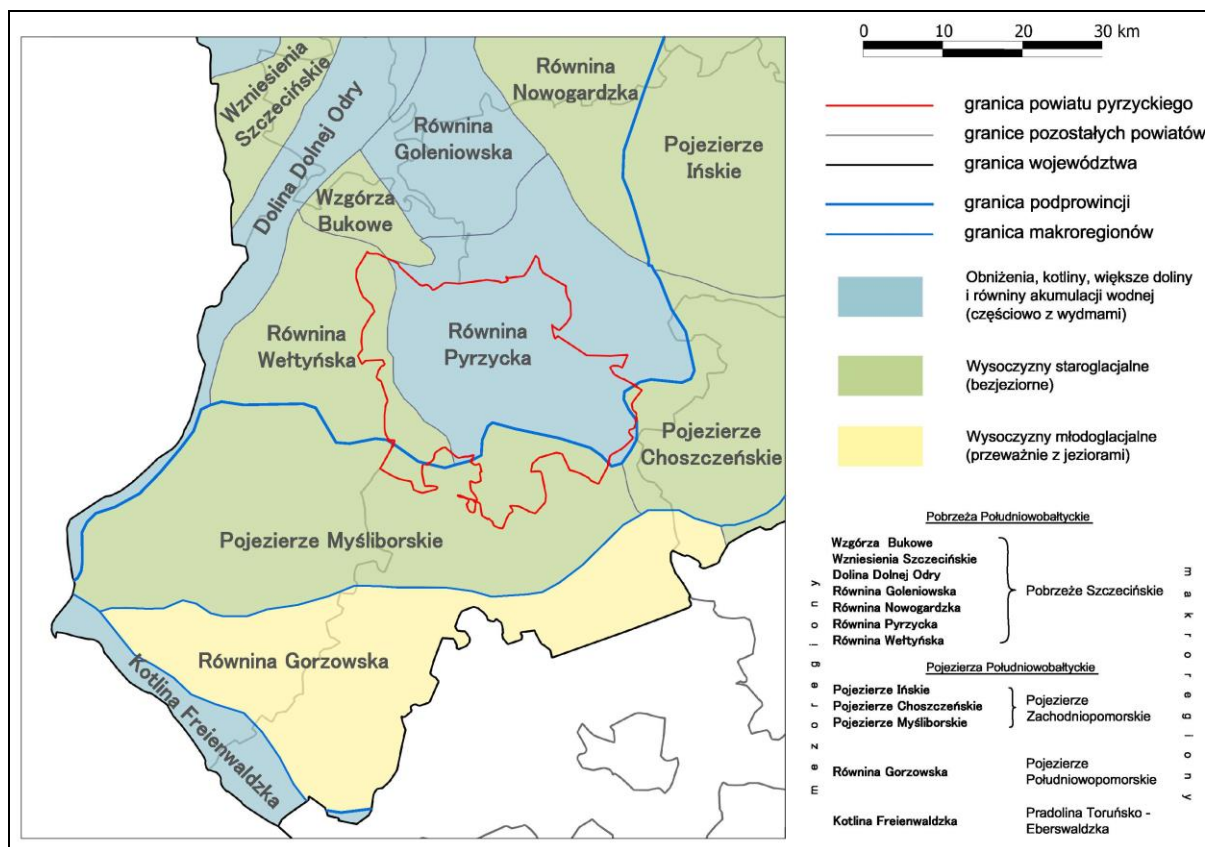 Wzniesienia
Szczecińskie
Dolina Dolnej Odry
Równina
Goleniowska
Równina
Nowogardzka
Pojezierze
Ińskie
Wzgórza
Bukowe
Równina
Wełtyńska
Równina
Pyrzycka
Pojezierze
Choszczeńskie
Pojezierze Myśliborskie
Równina Gorzowska
Kotlina Freienwaldzka
0 10 20 30 km
granica powiatu pyrzyckiego
granice pozostałych powiatów
granica województwa
granica podprowincji
granica makroregionów
Obniżenia, kotliny, większe doliny
i równiny akumulacji wodnej
(częściowo z wydmami)
Wysoczyzny staroglacjalne
(bezjeziorne)
Wysoczyzny młodoglacjalne
(przeważnie z jeziorami)
Pobrzeża Południowobałtyckie
Wzgórza Bukowe
Wzniesienia Szczecińskie
Dolina Dolnej Odry
Równina Goleniowska
Równina Nowogardzka
Równina Pyrzycka
Równina Wełtyńska
Pobrzeże Szczecińskie
Pojezierza Południowobałtyckie
Pojezierze Ińskie
Pojezierze Choszczeńskie
Pojezierze Myśliborskie
Pojezierze
Zachodniopomorskie
Równina Gorzowska
Pojezierze
Południowopomorskie
Kotlina Freienwaldzka
Pradolina Toruńsko -
Eberswaldzka
mezoregiony
makroregiony